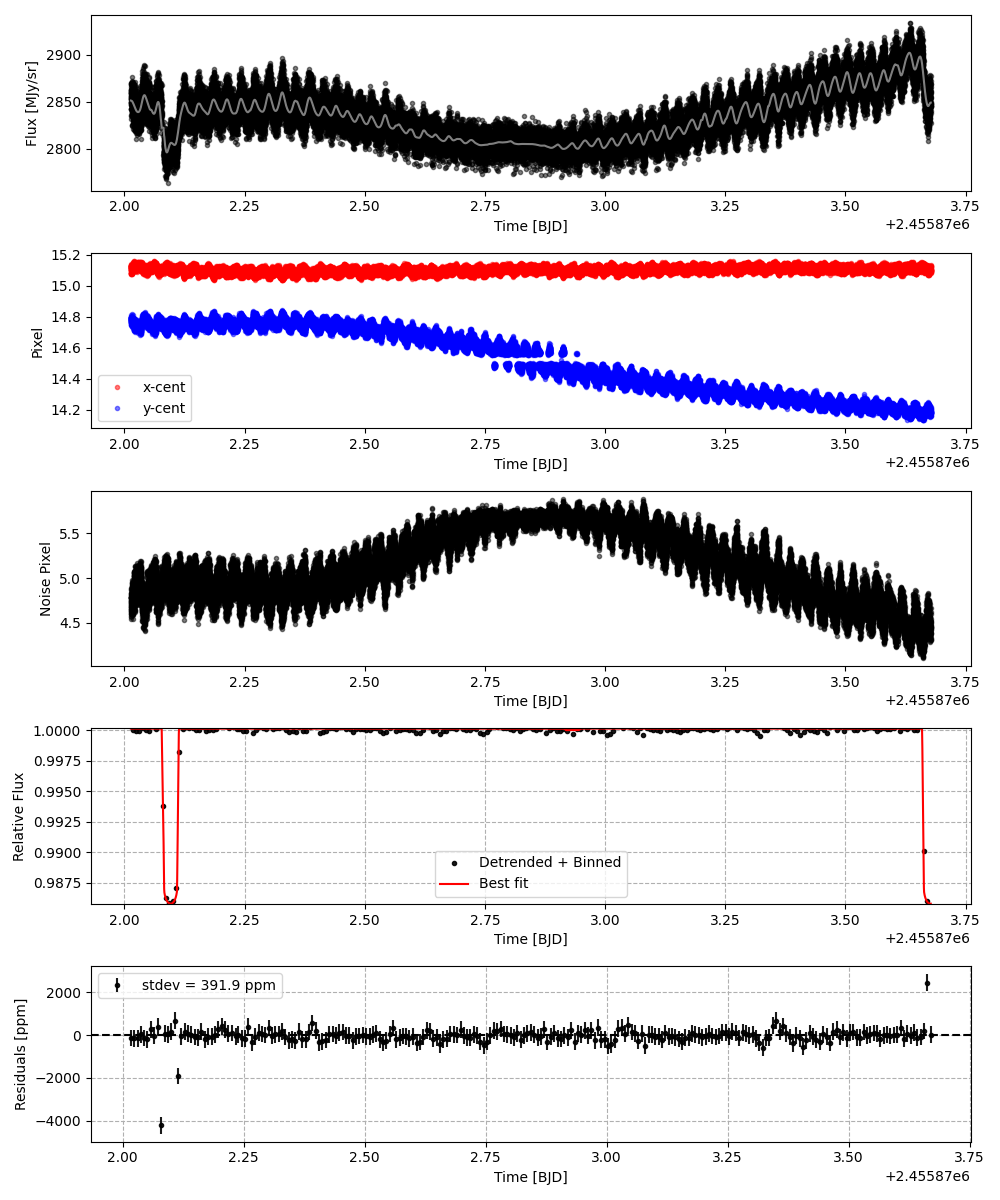 Flux [MJy/sr]
2900
2850
2800
2.00 2.25 2.50 2.75 3.00 3.25 3.50 3.75
Time [BJD]
+2.45587e6
Pixel
15.2
15.0
14.8
14.6
14.4
14.2
x-cent
y-cent
2.00 2.25 2.50 2.75 3.00 3.25 3.50 3.75
Time [BJD]
+2.45587e6
Noise Pixel
5.5
5.0
4.5
2.00 2.25 2.50 2.75 3.00 3.25 3.50 3.75
Time [BJD]
+2.45587e6
Relative Flux
1.0000
0.9975
0.9950
0.9925
0.9900
0.9875
Detrended + Binned
Best fit
2.00 2.25 2.50 2.75 3.00 3.25 3.50 3.75
Time [BJD]
+2.45587e6
Residuals [ppm]
2000
0
−2000
−4000
stdev = 391.9 ppm
2.00 2.25 2.50 2.75 3.00 3.25 3.50 3.75
Time [BJD]
+2.45587e6